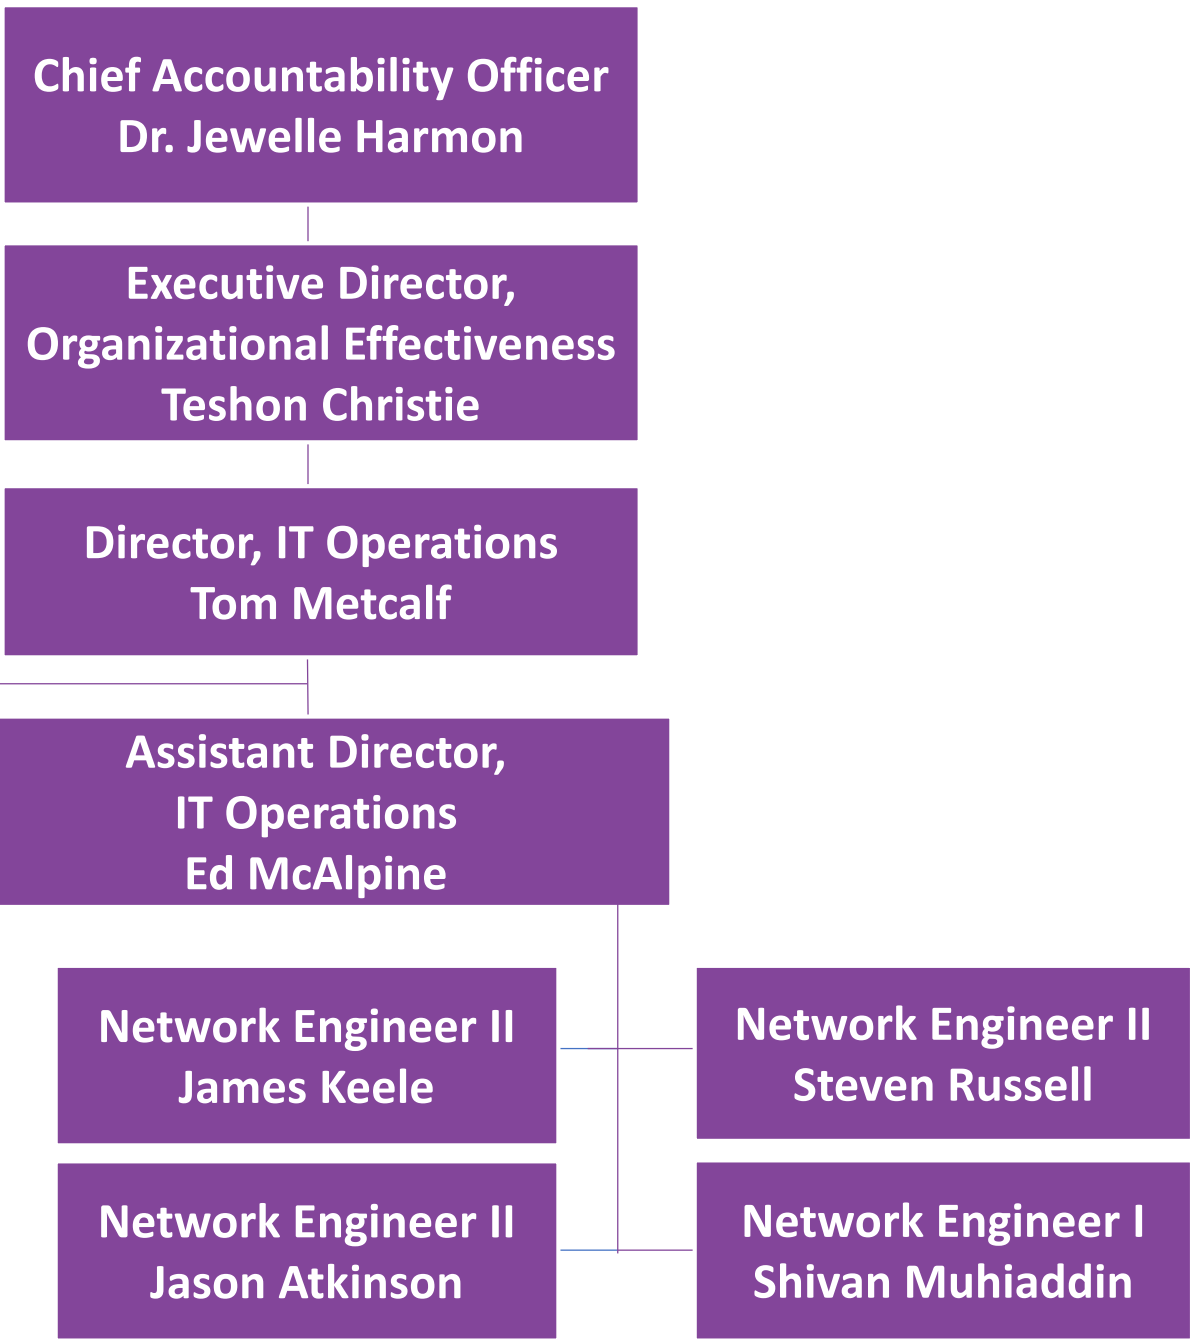 Chief Accountability Officer
Dr. Jewelle Harmon
Executive Director,
Organizational Effectiveness
Teshon Christie
Director, IT Operations
Tom Metcalf
Assistant Director,
IT Operations
Ed McAlpine
Network Engineer II
James Keele
Network Engineer II
Steven Russell
Network Engineer II
Jason Atkinson
Network Engineer I
Shivan Muhiaddin